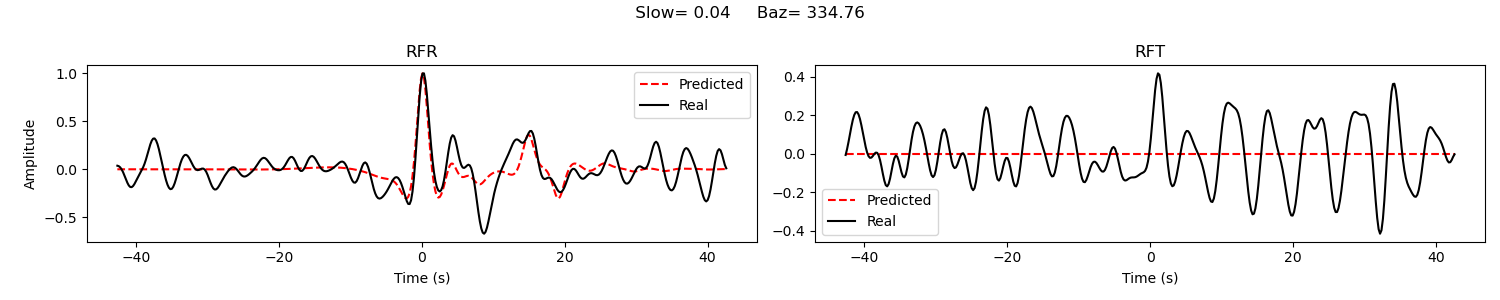 Slow= 0.04 Baz= 334.76
RFR
RFT
Amplitude
1.0
0.5
0.0
−0.5
Predicted
Real
−40
−20
0
20
40
Time (s)
0.4
0.2
0.0
−0.2
−0.4
Predicted
Real
−40
−20
0
20
40
Time (s)